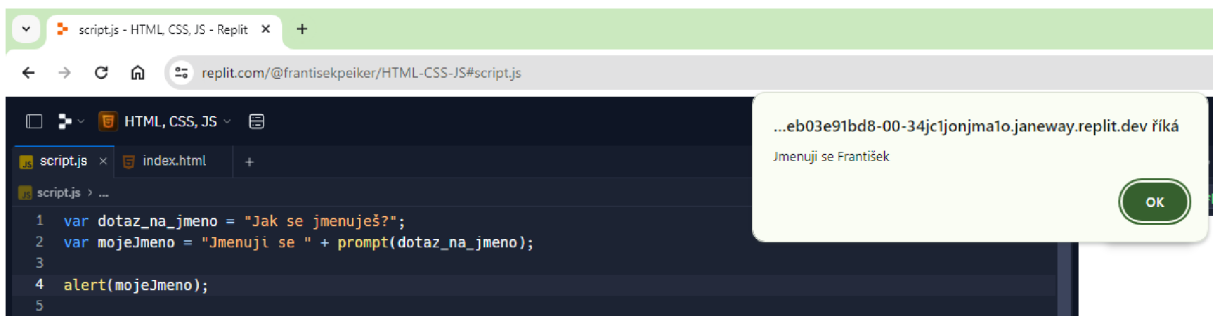 script.js - HTML, CSS, JS - Replit
replit.com/@frantisekpeiker/HTML-CSS-JS#script.js
HTML, CSS, JS
script.js
index.html
script.js > ...
1 var dotaz_na_jmeno = "Jak se jmenuješ?";
2 var mojeJmeno = "Jmenuji se " + prompt(dotaz_na_jmeno);
3
4 alert(mojeJmeno);
5
...eb03e91bd8-00-34jc1jonjma1o.janeway.replit.dev říká
Jmenuji se František
OK